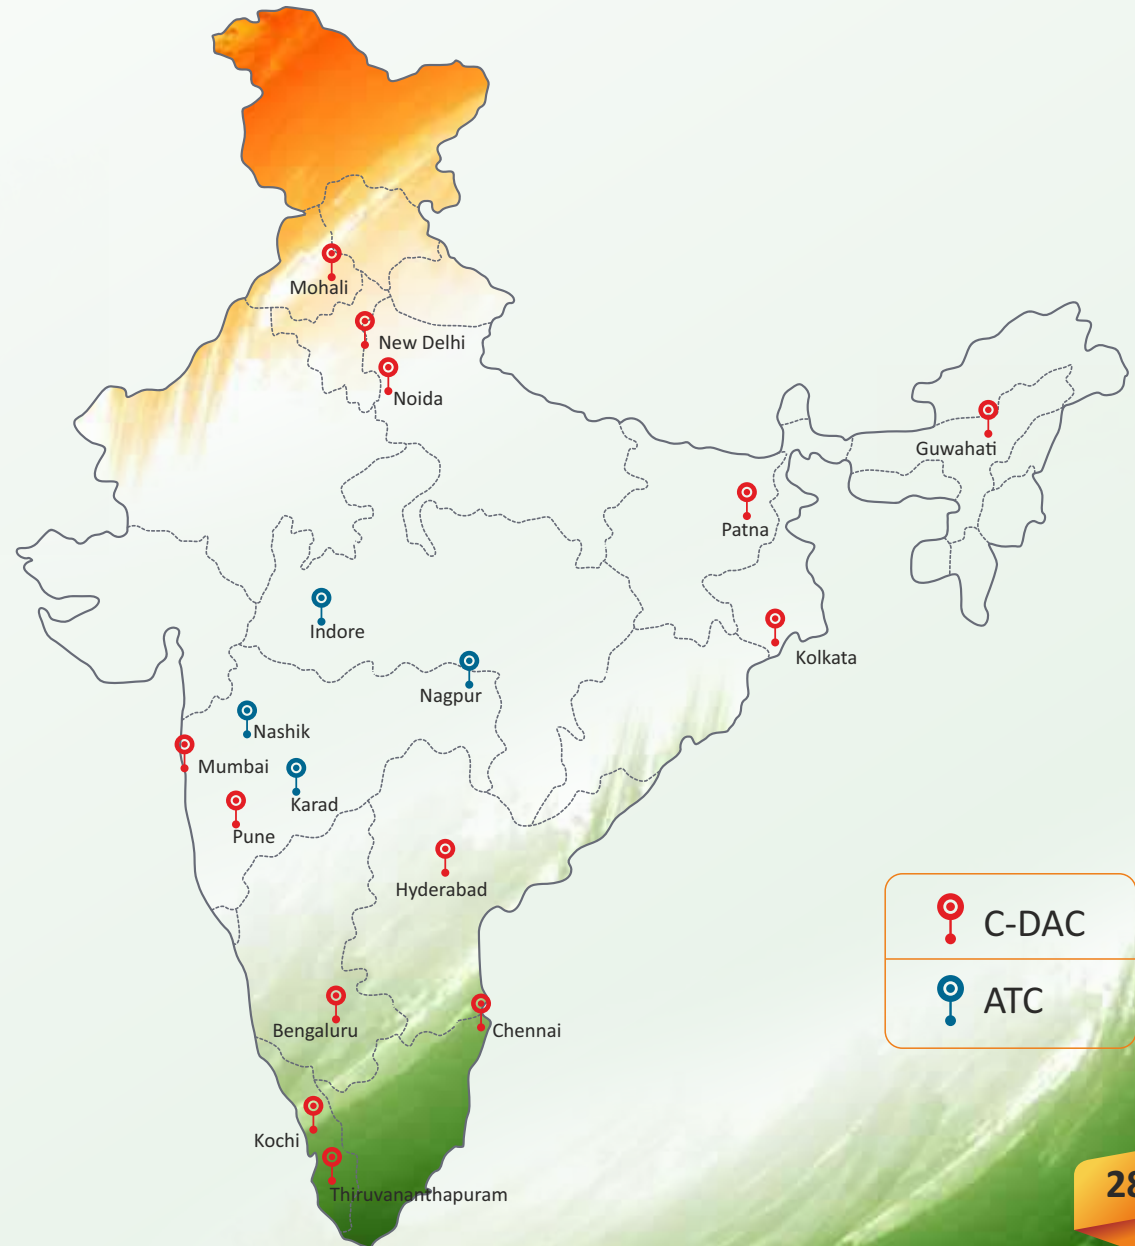 Mohali
New Delhi
Noida
Guwahati
Patna
Indore
Kolkata
Nagpur
Nashik
Mumbai
Karad
Pune
Hyderabad
C-DAC
ATC
Bengaluru
Chennai
Kochi
Thiruvananthapuram
28